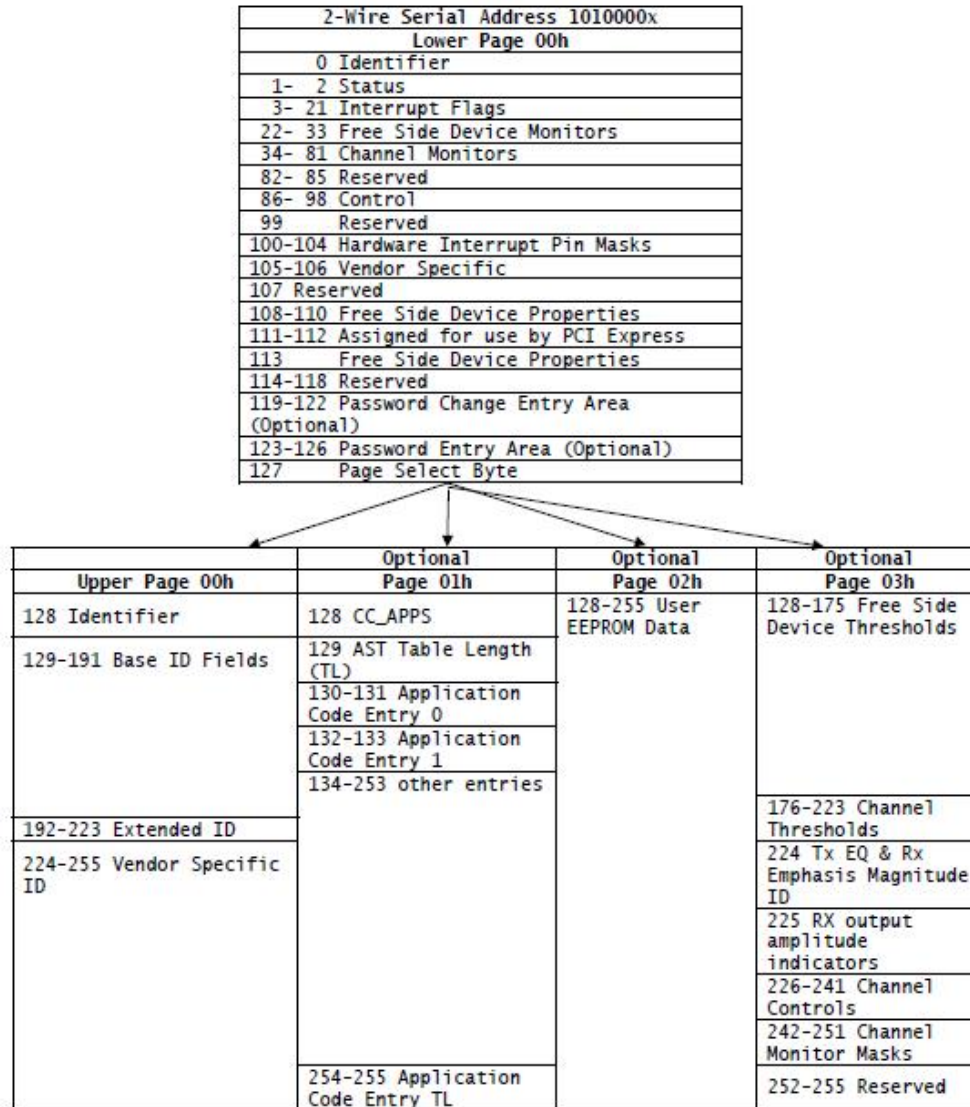 2-Wire Serial Address 1010000x
Lower Page 00h
0 Identifier
1- 2 Status
3- 21 Interrupt Flags
22- 33 Free Side Device Monitors
34- 81 Channel Monitors
82- 85 Reserved
86- 98 Control
99 Reserved
100-104 Hardware Interrupt Pin Masks
105-106 Vendor Specific
107 Reserved
108-110 Free Side Device Properties
111-112 Assigned for use by PCI Express
113 Free Side Device Properties
114-118 Reserved
119-122 Password Change Entry Area
(Optional)
123-126 Password Entry Area (Optional)
127 Page Select Byte
Upper Page 00h
128 Identifier
129-191 Base ID Fields
192-223 Extended ID
224-255 Vendor Specific
ID
Optional
Page 01h
128 CC_APPS
129 AST Table Length
(TL)
130-131 Application
Code Entry 0
132-133 Application
Code Entry 1
134-253 other entries
254-255 Application
Code Entry TL
Optional
Page 02h
128-255 User
EEPROM Data
Optional
Page 03h
128-175 Free Side
Device Thresholds
176-223 Channel
Thresholds
224 Tx EQ & Rx
Emphasis Magnitude
ID
225 RX output
amplitude
indicators
226-241 Channel
Controls
242-251 Channel
Monitor Masks
252-255 Reserved